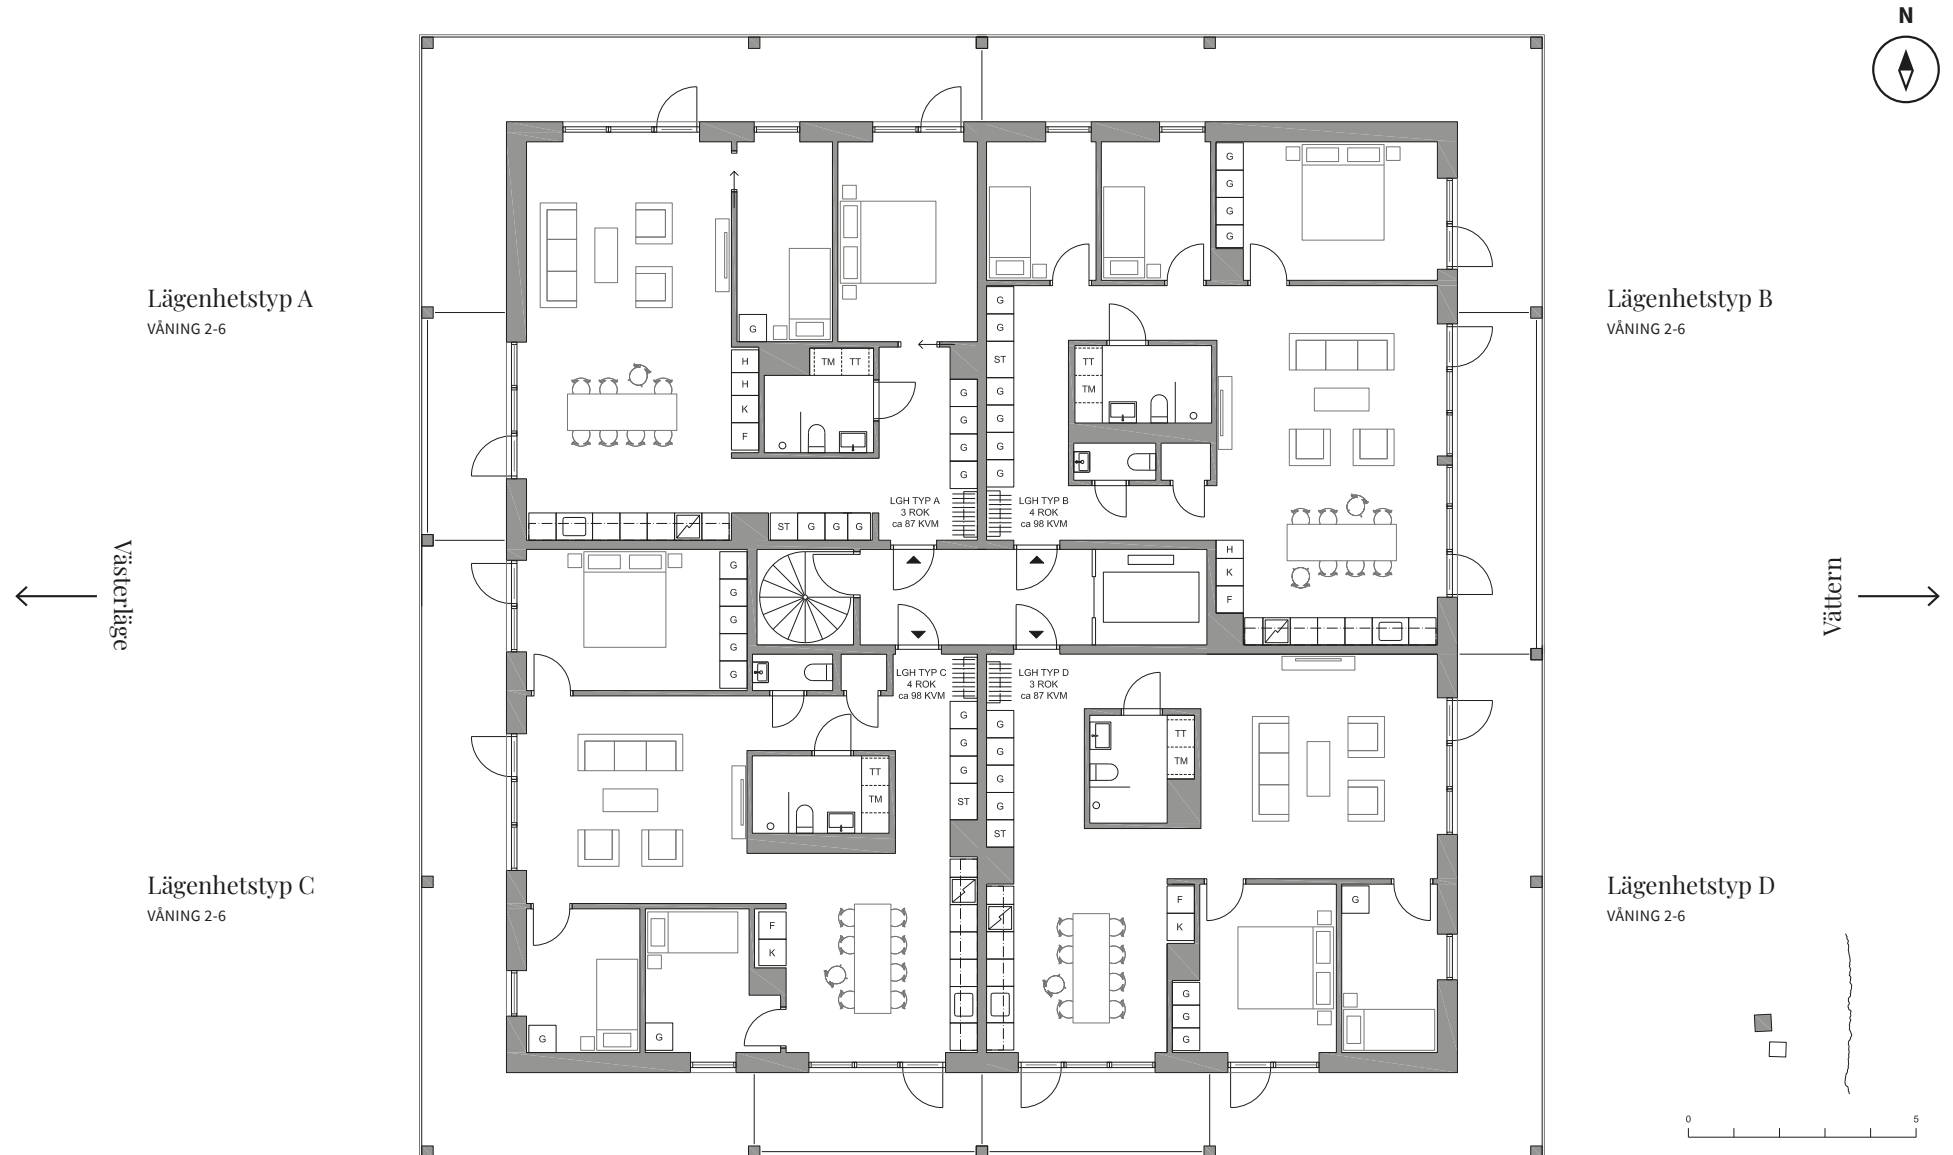 N
Lägenhetstyp A
VÅNING 2-6
Lägenhetstyp B
VÅNING 2-6
G
G
G
G
G
H
H
K
F
TM TT
G
G
G
G
ST G G G
LGH TYP A
3 ROK
ca 87 KVM
G
G
ST
G
G
G
G
TT
TM
LGH TYP B
4 ROK
ca 98 KVM
H
K
F
Västerläge
Vättern
G
G
G
G
G
LGH TYP C
4 ROK
ca 98 KVM
G
G
G
ST
TT
TM
F
K
G
G
LGH TYP D
3 ROK
ca 87 KVM
G
G
G
G
ST
TT
TM
F
K
G
G
G
G
Lägenhetstyp C
VÅNING 2-6
Lägenhetstyp D
VÅNING 2-6
0 5